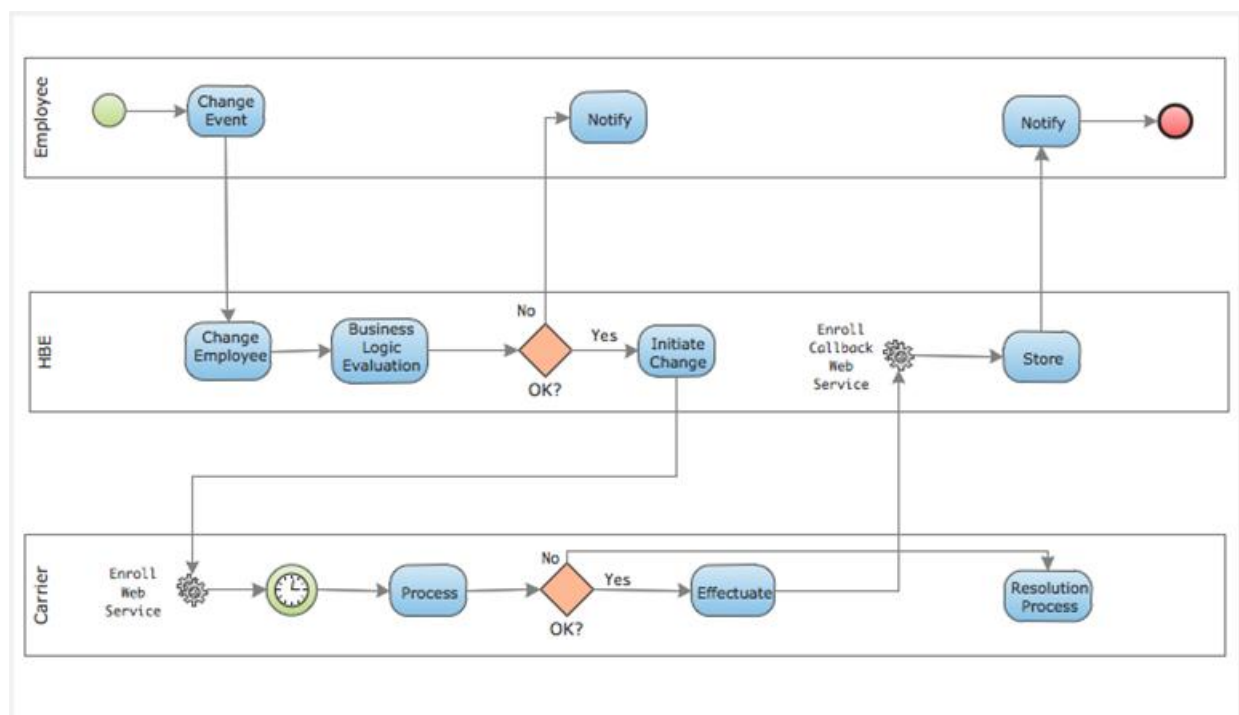 Employee
Change
Event
Notify
Notify
HBE
Change
Employee
Business
Logic
Evaluation
No
OK?
Yes
Initiate
Change
Enroll
Callback
Web
Service
Store
Carrier
Enroll
Web
Service
Process
No
OK?
Yes
Effectuate
Resolution
Process